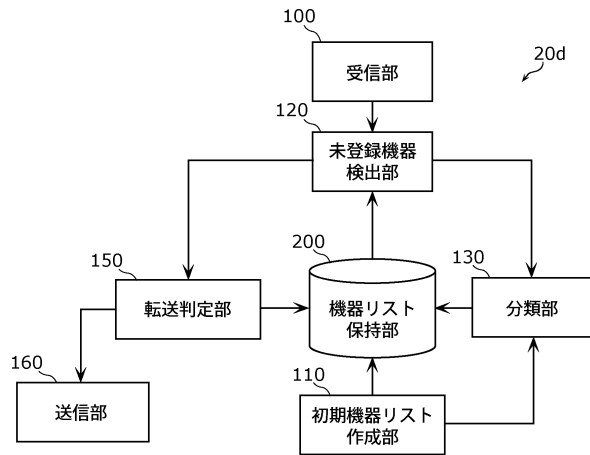 100
受信部
20d
120
未登録機器
検出部
150
転送判定部
200
機器リスト
保持部
130
分類部
160
送信部
110
初期機器リスト
作成部